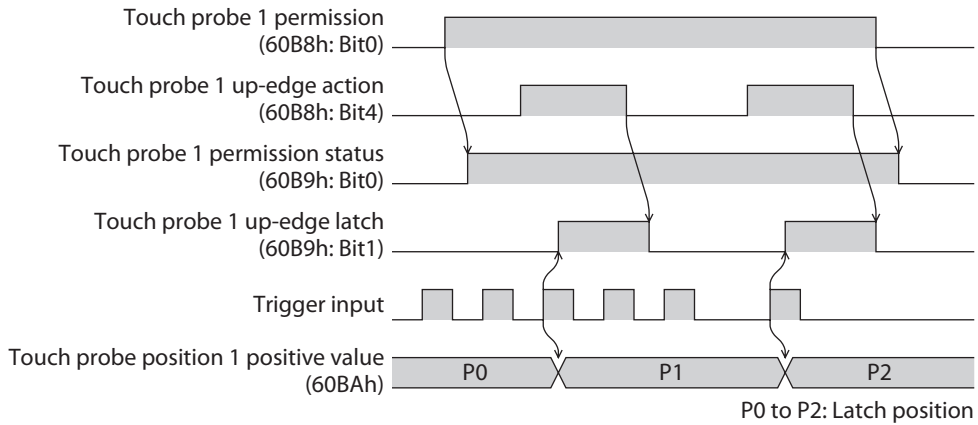 Touch probe 1 permission
(60B8h: Bit0)
Touch probe 1 up-edge action
(60B8h: Bit4)
Touch probe 1 permission status
(60B9h: Bit0)
Touch probe 1 up-edge latch
(60B9h: Bit1)
Trigger input
Touch probe position 1 positive value
(60BAh)
P0 P1 P2
P0 to P2: Latch position